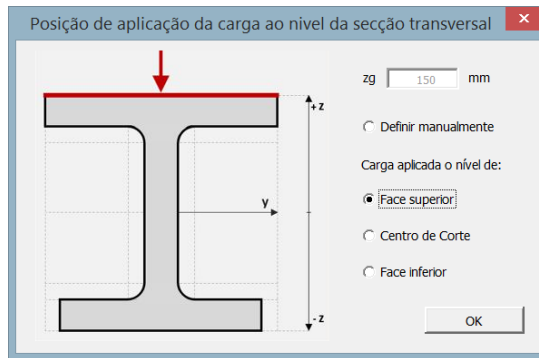 Posição de aplicação da carga ao nivel da secção transversal
x
+z
zg 150 mm
Definir manualmente
Carga aplicada o nível de:
Face superior
y
Centro de Corte
Face inferior
-z
OK